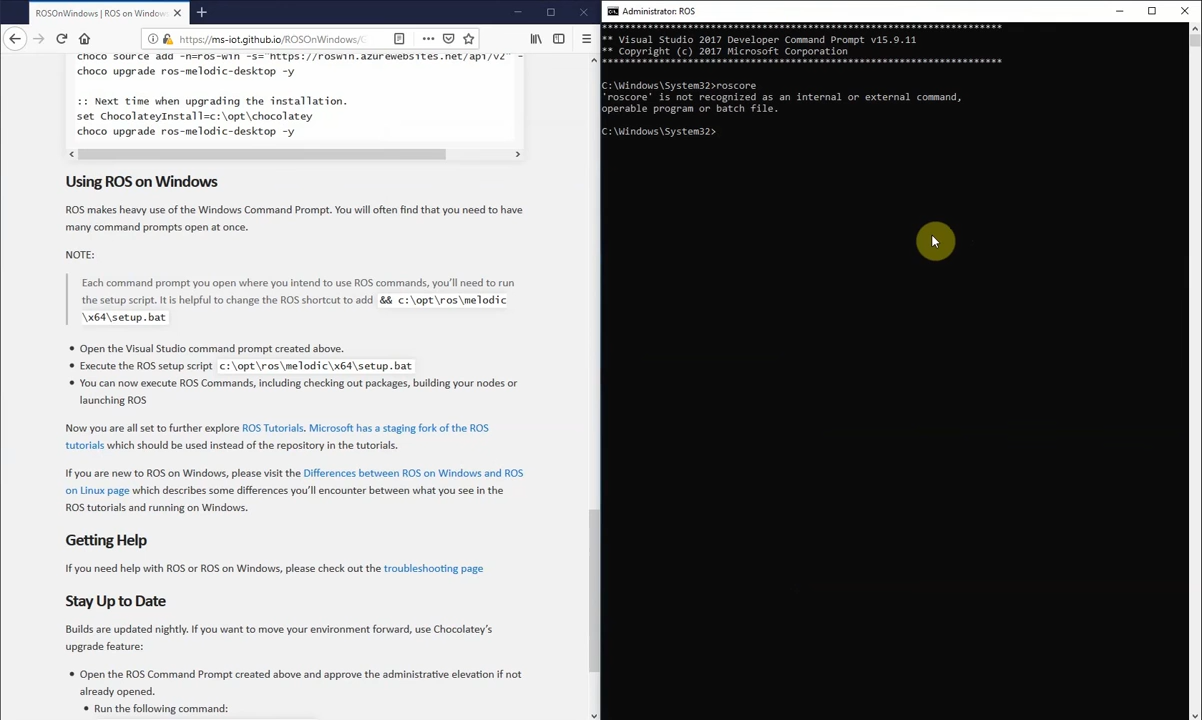 ROSOnWindows | ROS on Window
https://ms-iot.github.io/ROSOnWindows/
choco source add -n=ros-win -s="https://roswin.azurewebsites.net/api/v2" -
choco upgrade ros-melodic-desktop -y
:: Next time when upgrading the installation.
set ChocolateyInstall=c:\opt\chocolatey
choco upgrade ros-melodic-desktop -y
Using ROS on Windows
ROS makes heavy use of the Windows Command Prompt. You will often find that you need to have
many command prompts open at once.
NOTE:
Each command prompt you open where you intend to use ROS commands, you'll need to run
the setup script. It is helpful to change the ROS shortcut to add && c:\opt\ros\melodic
\x64\setup.bat
• Open the Visual Studio command prompt created above.
• Execute the ROS setup script c:\opt\ros\melodic\x64\setup.bat
• You can now execute ROS Commands, including checking out packages, building your nodes or
launching ROS
Now you are all set to further explore ROS Tutorials. Microsoft has a staging fork of the ROS
tutorials which should be used instead of the repository in the tutorials.
If you are new to ROS on Windows, please visit the Differences between ROS on Windows and ROS
on Linux page which describes some differences you'll encounter between what you see in the
ROS tutorials and running on Windows.
Getting Help
If you need help with ROS or ROS on Windows, please check out the troubleshooting page
Stay Up to Date
Builds are updated nightly. If you want to move your environment forward, use Chocolatey's
upgrade feature:
• Open the ROS Command Prompt created above and approve the administrative elevation if not
already opened.
• Run the following command:
Administrator: ROS
**********************************************************************
** Visual Studio 2017 Developer Command Prompt v15.9.11
** Copyright (c) 2017 Microsoft Corporation
**********************************************************************
C:\Windows\System32>roscore
'roscore' is not recognized as an internal or external command,
operable program or batch file.
C:\Windows\System32>